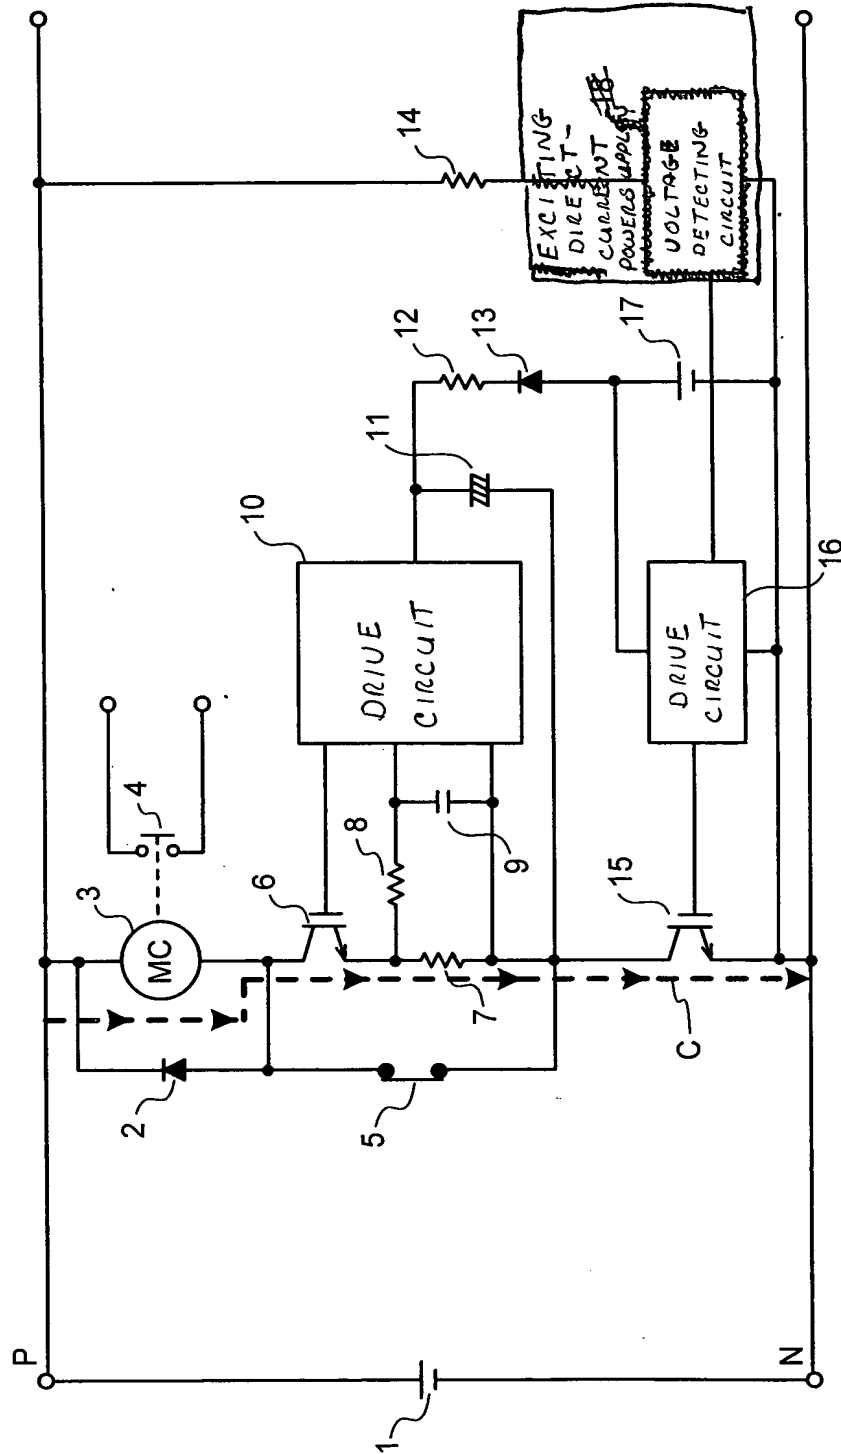 P
N
1
2
MC
3
4
5
6
7
8
9
C
DRIVE
CIRCUIT
10
11
12
13
14
15
DRIVE
CIRCUIT
16
17
EXCITING
DIRECT-
CURRENT
POWER SUPPLY
18
VOLTAGE
DETECTING
CIRCUIT